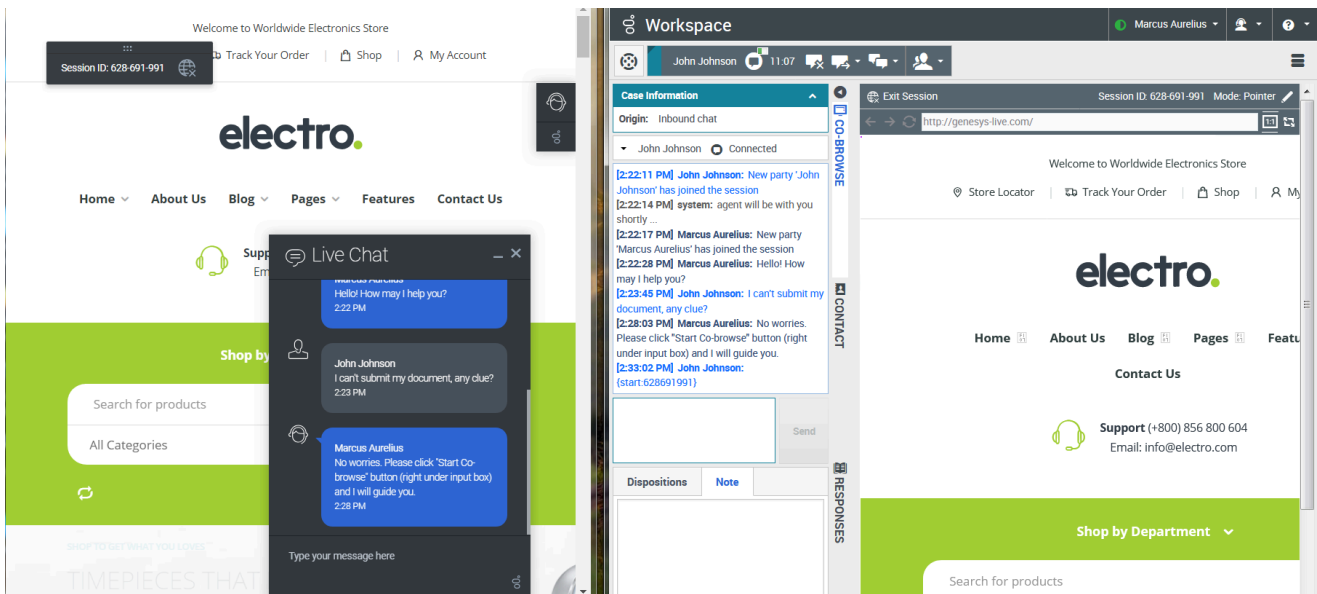 Welcome to Worldwide Electronics Store
Track Your Order
Shop
My Account
Session ID: 628-691-991
electro.
Home
About Us
Blog
Pages
Features
Contact Us
Live Chat
Marcus Aurelius
Hello! How may I help you?
2:22 PM
John Johnson
I can't submit my document, any clue?
2:23 PM
Marcus Aurelius
No worries. Please click "Start Co-
browse" button (right under input box)
and I will guide you.
2:28 PM
Type your message here
Shop by
Search for products
All Categories
SHOP TO GET WHAT YOU LOVE
TIMEPIECES THAT
Workspace
Marcus Aurelius
John Johnson
11:07
Case Information
Origin: Inbound chat
John Johnson
Connected
[2:22:11 PM] John Johnson: New party 'John
Johnson' has joined the session
[2:22:14 PM] system: agent will be with you
shortly ...
[2:22:17 PM] Marcus Aurelius: New party
'Marcus Aurelius' has joined the session
[2:22:28 PM] Marcus Aurelius: Hello! How
may I help you?
[2:23:45 PM] John Johnson: I can't submit my
document, any clue?
[2:28:03 PM] Marcus Aurelius: No worries.
Please click "Start Co-browse" button (right
under input box) and I will guide you.
[2:33:02 PM] John Johnson:
{start:628691991}
Send
Dispositions
Note
CO-BROWSE
CONTACT
RESPONSES
Exit Session
Session ID: 628-691-991 Mode: Pointer
http://genesys-live.com/
1:1
Welcome to Worldwide Electronics Store
Store Locator
Track Your Order
Shop
My
electro.
Home
About Us
Blog
Pages
Featu
Contact Us
Support (+800) 856 800 604
Email: info@electro.com
Shop by Department
Search for products